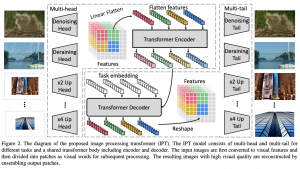 Multi-head
Linear Flatten
Flatten features
Multi-tail
Denoising
Head
Features
Transformer Encoder
Denoising
Tail
Deraining
Head
Deraining
Tail
...
Task embedding
Features
x2 Up
Head
Transformer Decoder
x2 Up
Tail
...
x4 Up
Head
Reshape
x4 Up
Tail
Figure 2. The diagram of the proposed image processing transformer (IPT). The IPT model consists of multi-head and multi-tail for
different tasks and a shared transformer body including encoder and decoder. The input images are first converted to visual features and
then divided into patches as visual words for subsequent processing. The resulting images with high visual quality are reconstructed by
ensembling output patches.